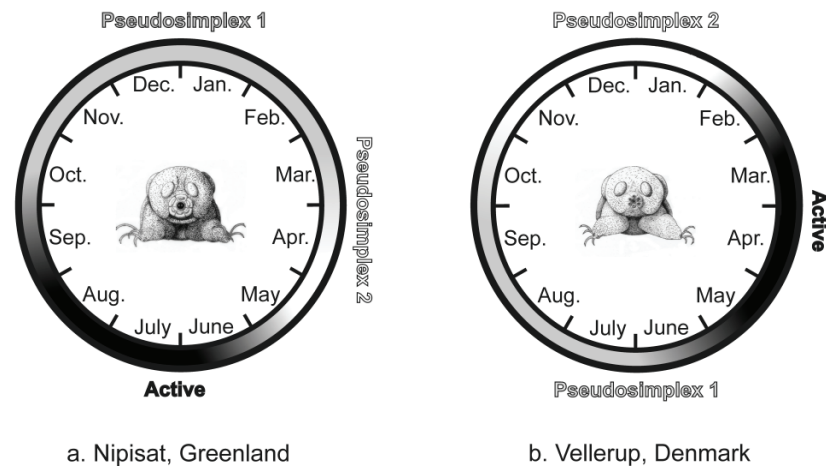 Pseudosimplex 1
Dec. Jan.
Nov. Feb.
Oct. Mar.
Sep. Apr.
Aug. May
July June
Pseudosimplex 2
Active
a. Nipisat, Greenland
Pseudosimplex 2
Dec. Jan.
Nov. Feb.
Oct. Mar.
Sep. Apr.
Aug. May
July June
Active
Pseudosimplex 1
b. Vellerup, Denmark